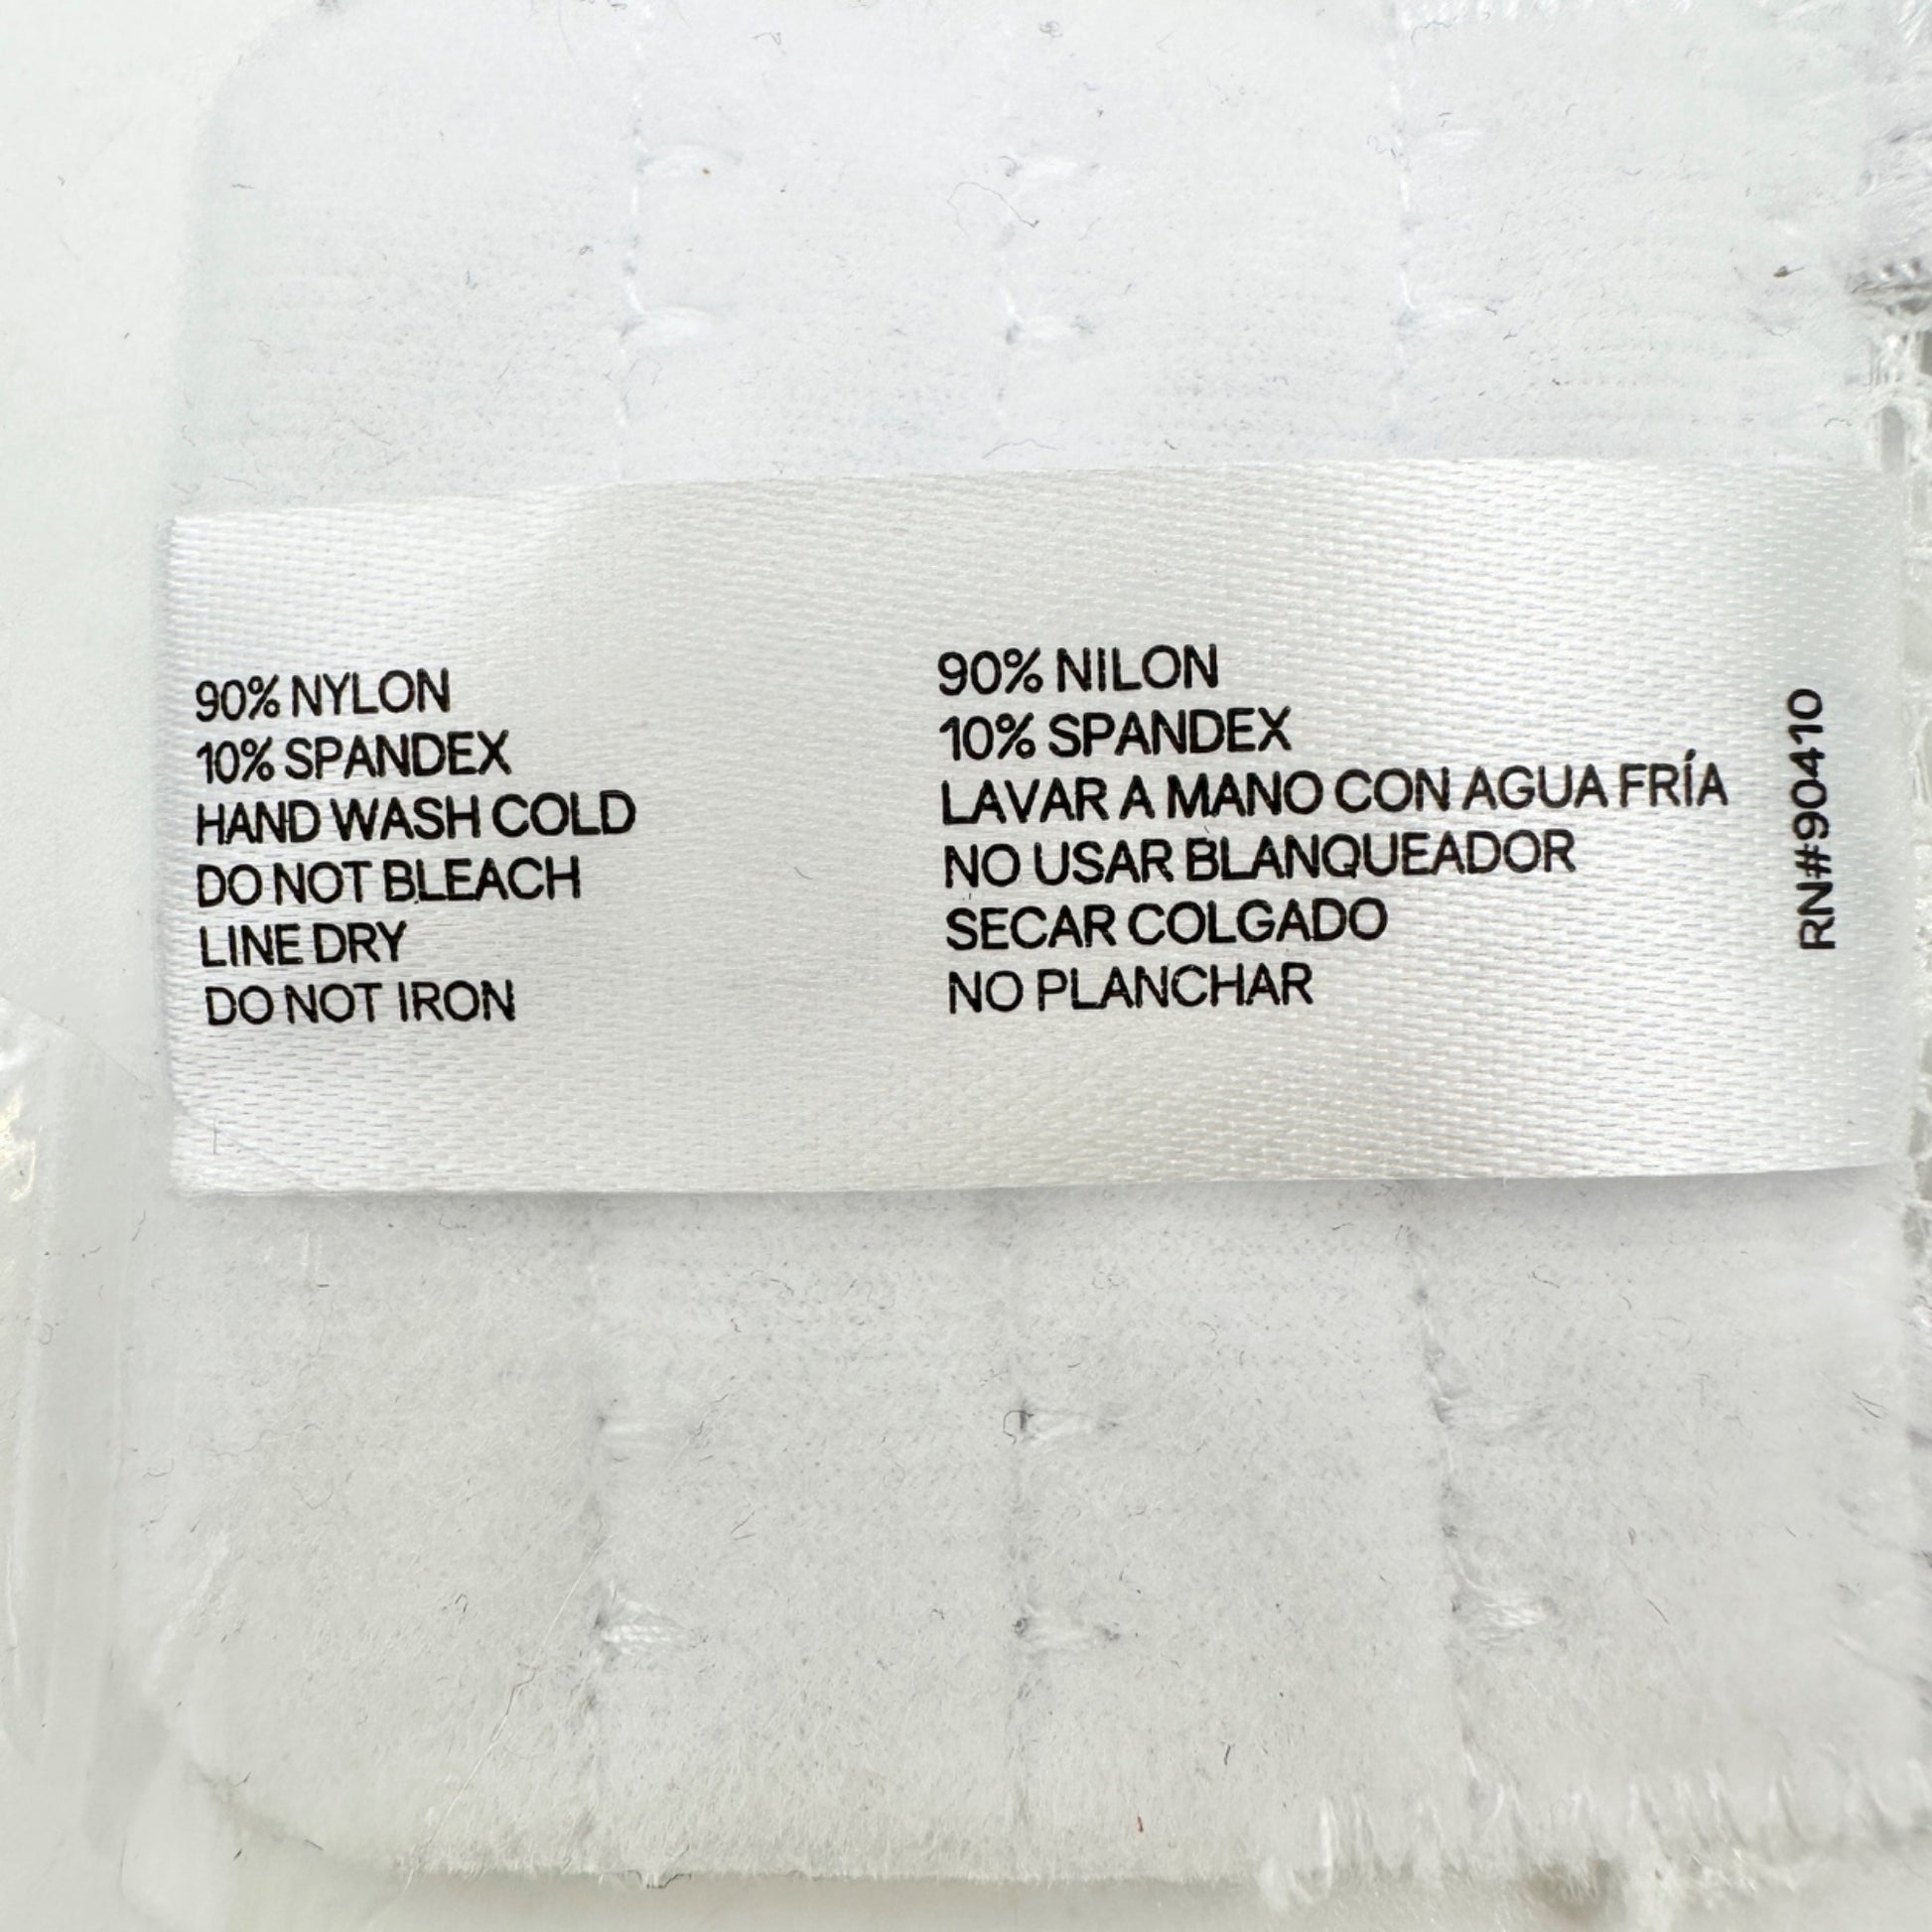 90% NYLON
10% SPANDEX
HAND WASH COLD
DO NOT BLEACH
LINE DRY
DO NOT IRON
90% NILON
10% SPANDEX
LAVAR A MANO CON AGUA FRÍA
NO USAR BLANQUEADOR
SECAR COLGADO
NO PLANCHAR
RN#90410